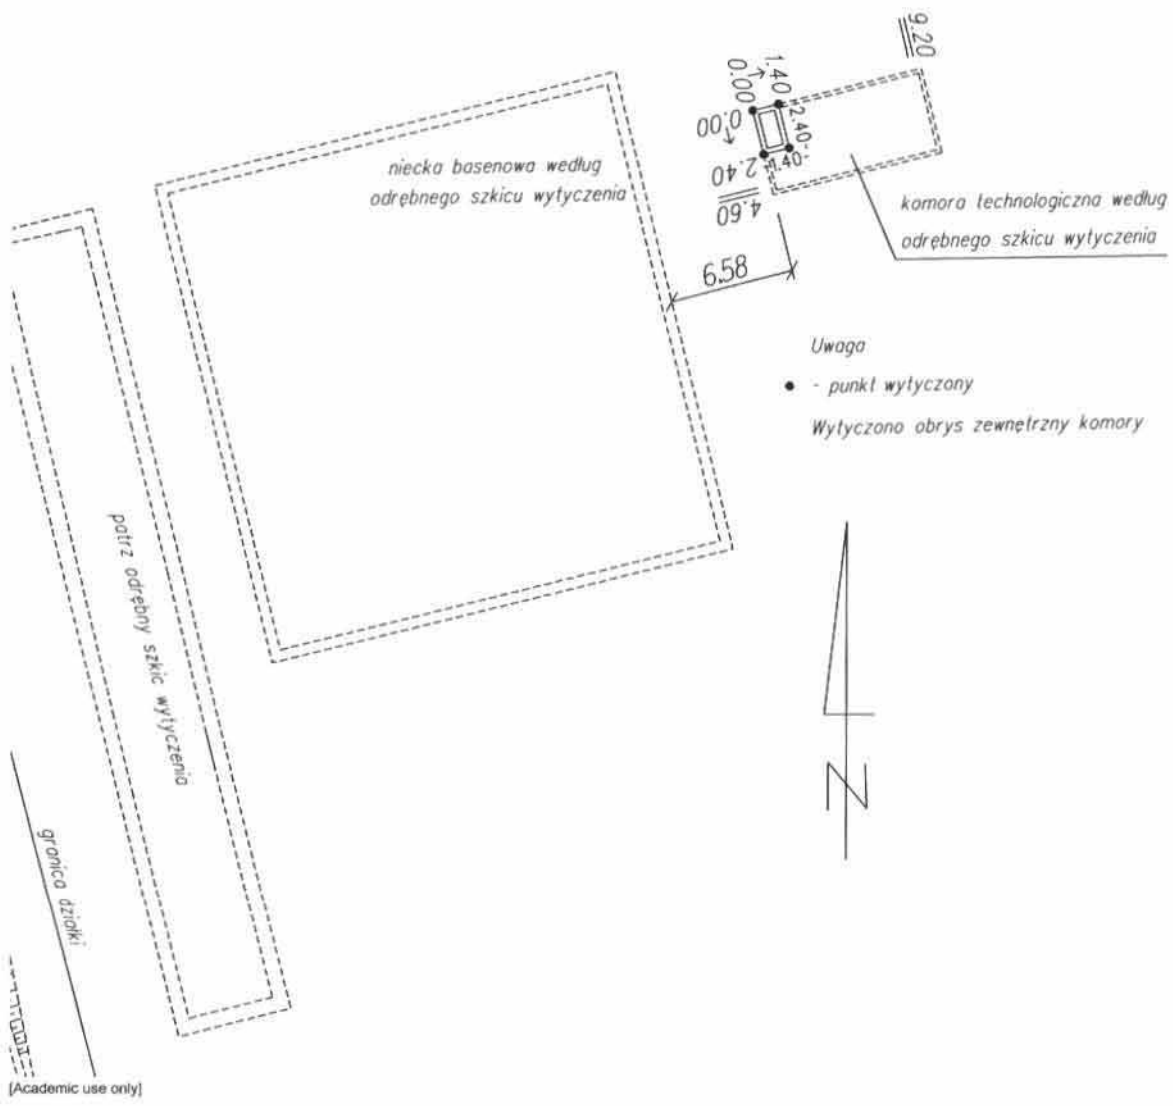 9.20
1.40
0.00
0.00
2.40
2.40
1.40
4.60
niecka basenowa według
odrębnego szkicu wytyczenia
komora technologiczna według
odrębnego szkicu wytyczenia
6.58
Uwaga
- punkt wytyczony
Wytyczono obrys zewnętrzny komory
patrz odrębny szkic wytyczenia
N
granica działki
[Academic use only]